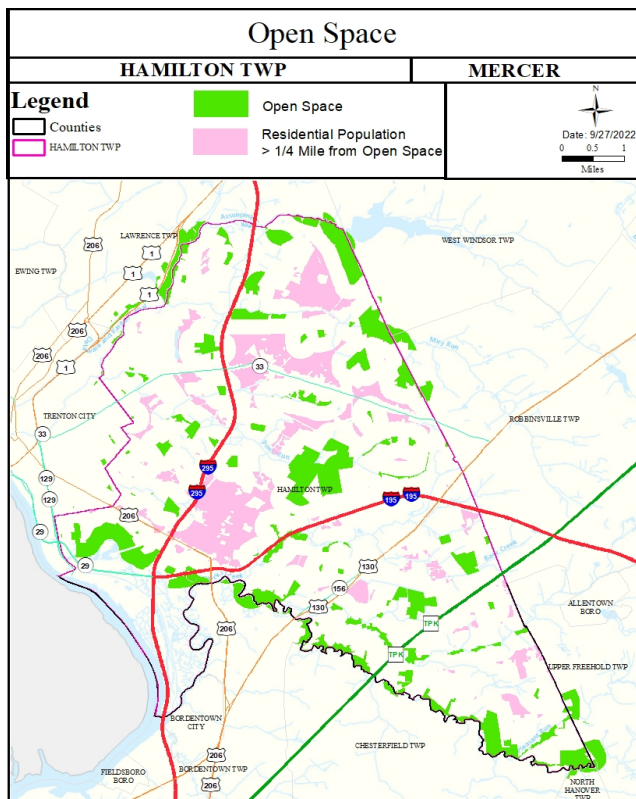 Open Space
HAMILTON TWP
MERCER
Legend
Counties
HAMILTON TWP
Open Space
Residential Population
> 1/4 Mile from Open Space
N
Date: 9/27/2022
0 0.5 1
Miles
LAWRENCE TWP
WEST WINDSOR TWP
206
1
EWING TWP
1
1
206
206
1
Miry Run
33
TRENTON CITY
ROBBINSVILLE TWP
33
295
129
HAMILTON TWP
295
195
195
129
206
29
29
130
156
ALLENTOWN
BORO
130
206
TPK
TPK
UPPER FREEHOLD TWP
BORDENTOWN
CITY
CHESTERFIELD TWP
206
206
FIELDSBORO
BORO
BORDENTOWN TWP
NORTH
HANOVER
TWP